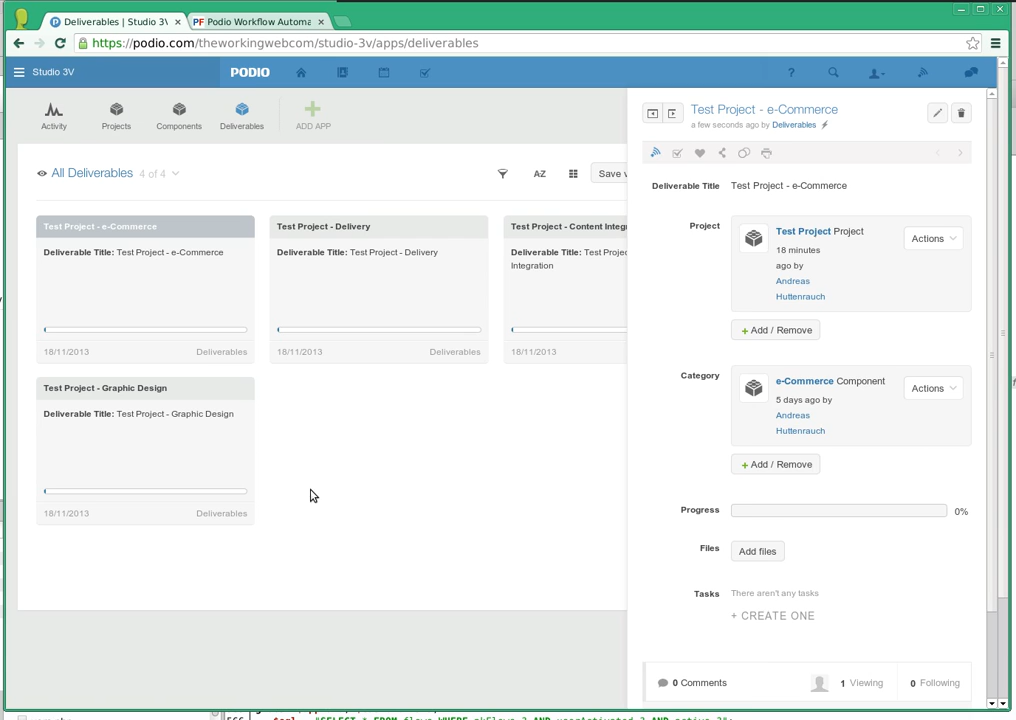 Deliverables | Studio 3V
Podio Workflow Automa
https://podio.com/theworkingwebcom/studio-3v/apps/deliverables
Studio 3V
PODIO
?
Activity
Projects
Components
Deliverables
ADD APP
All Deliverables 4 of 4
AZ
Save v
Test Project - e-Commerce
Deliverable Title: Test Project - e-Commerce
18/11/2013 Deliverables
Test Project - Delivery
Deliverable Title: Test Project - Delivery
18/11/2013 Deliverables
Test Project - Content Integr
Deliverable Title: Test Projec
Integration
18/11/2013
Test Project - Graphic Design
Deliverable Title: Test Project - Graphic Design
18/11/2013 Deliverables
Test Project - e-Commerce
a few seconds ago by Deliverables
Deliverable Title Test Project - e-Commerce
Project
Test Project Project
18 minutes
ago by
Andreas
Huttenrauch
Actions
+ Add / Remove
Category
e-Commerce Component
5 days ago by
Andreas
Huttenrauch
Actions
+ Add / Remove
Progress 0%
Files Add files
Tasks There aren't any tasks
+ CREATE ONE
0 Comments
1 Viewing
0 Following